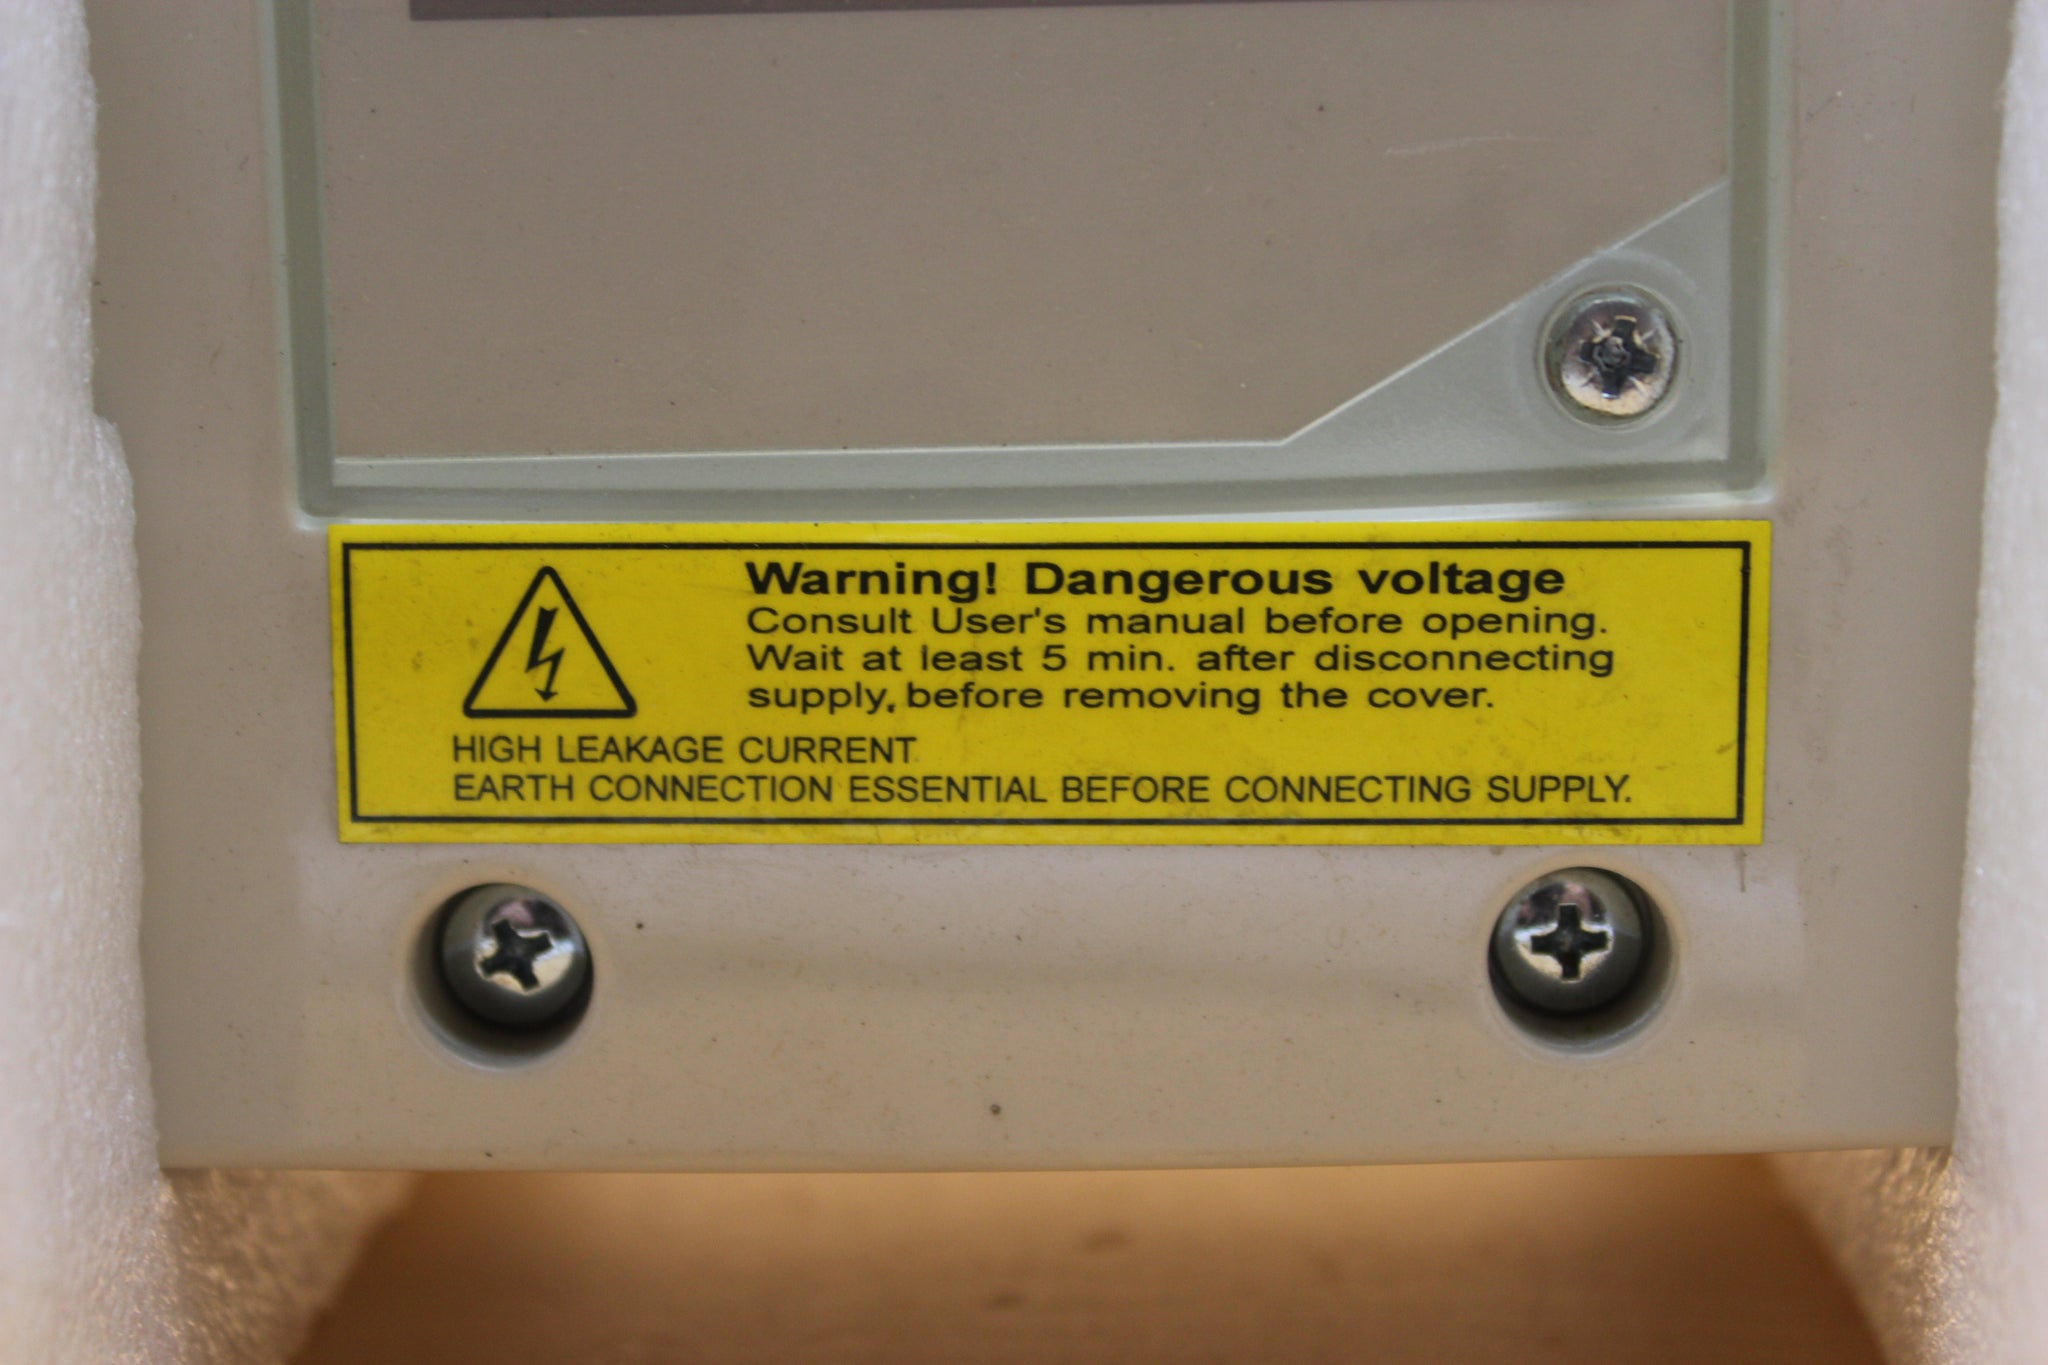 Warning! Dangerous voltage
Consult User's manual before opening.
Wait at least 5 min. after disconnecting
supply, before removing the cover.
HIGH LEAKAGE CURRENT
EARTH CONNECTION ESSENTIAL BEFORE CONNECTING SUPPLY.